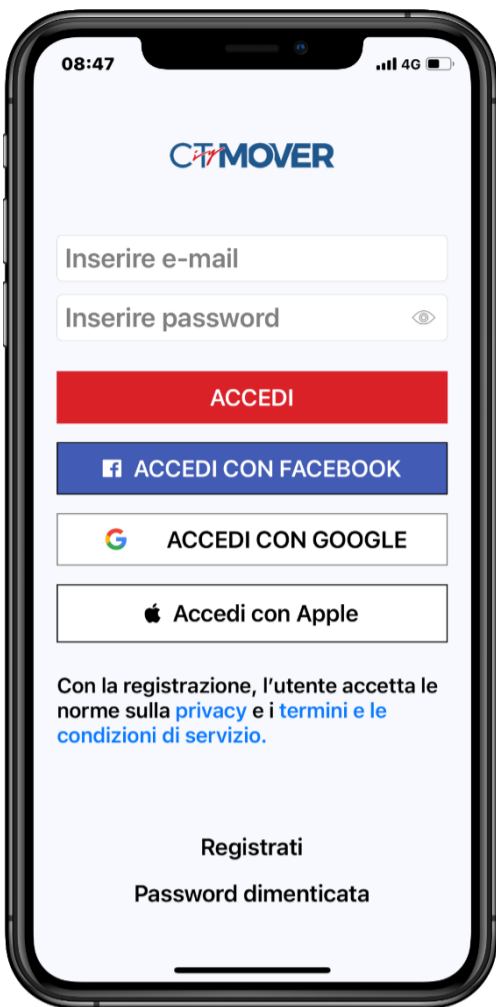 08:47
4G
CityMOVER
Inserire e-mail
Inserire password
ACCEDI
ACCEDI CON FACEBOOK
ACCEDI CON GOOGLE
Accedi con Apple
Con la registrazione, l'utente accetta le
norme sulla privacy e i termini e le
condizioni di servizio.
Registrati
Password dimenticata